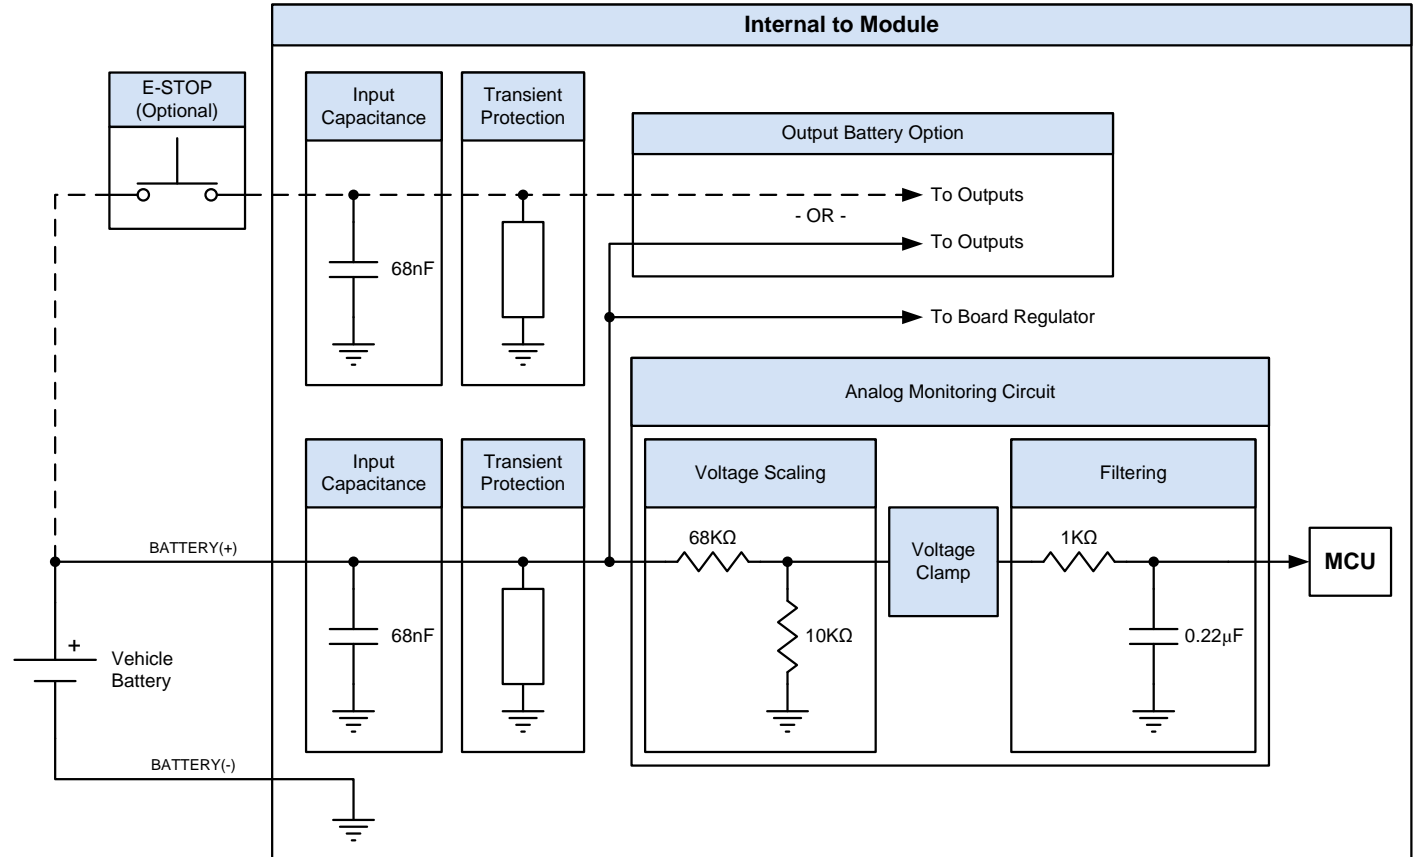 Internal to Module
E-STOP
(Optional)
Input
Capacitance
Transient
Protection
Output Battery Option
To Outputs
- OR -
To Outputs
68nF
To Board Regulator
Analog Monitoring Circuit
Input
Capacitance
Transient
Protection
Voltage Scaling
Filtering
BATTERY(+)
68KΩ
Voltage
Clamp
1KΩ
MCU
68nF
10KΩ
0.22µF
+
Vehicle
Battery
BATTERY(-)